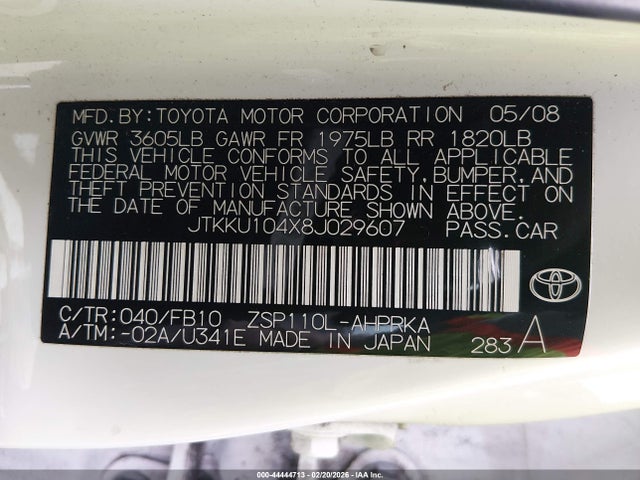 MFD.BY:TOYOTA MOTOR CORPORATION 05/08
GVWR 3605LB GAWR FR 1975LB RR 1820LB
THIS VEHICLE CONFORMS TO ALL APPLICABLE
FEDERAL MOTOR VEHICLE SAFETY,BUMPER,AND
THEFT PREVENTION STANDARDS IN EFFECT ON
THE DATE OF MANUFACTURE SHOWN ABOVE.
JTKKU104X8J029607 PASS.CAR
C/TR:040/FB10 ZSP110L-AHPRKA
A/TM:-02A/U341E MADE IN JAPAN 283 A
TOYOTA
000-44444713 - 02/20/2026 - IAA Inc.